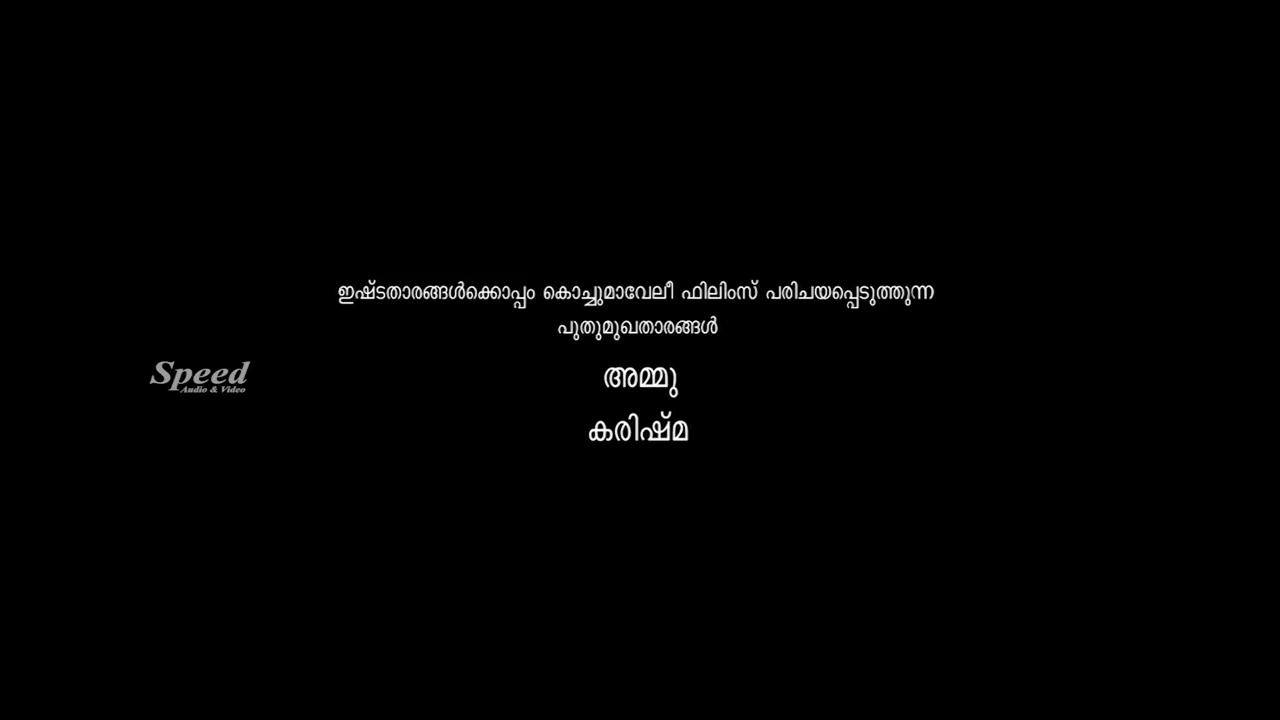 ഇഷ്ടതാരങ്ങൾക്കൊപ്പം കൊച്ചുമാവേലീ ഫിലിംസ് പരിചയപ്പെടുത്തുന്ന
പുതുമുഖതാരങ്ങൾ
Speed
Audio & Video
അമ്മു
കരിഷ്മ